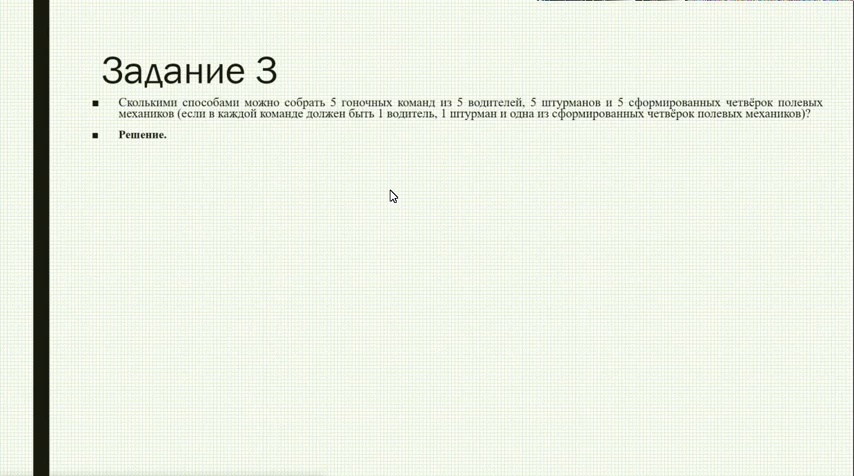 Задание 3
Сколькими способами можно собрать 5 гоночных команд из 5 водителей, 5 штурманов и 5 сформированных четвёрок полевых
механиков (если в каждой команде должен быть 1 водитель, 1 штурман и одна из сформированных четвёрок полевых механиков)?
Решение.